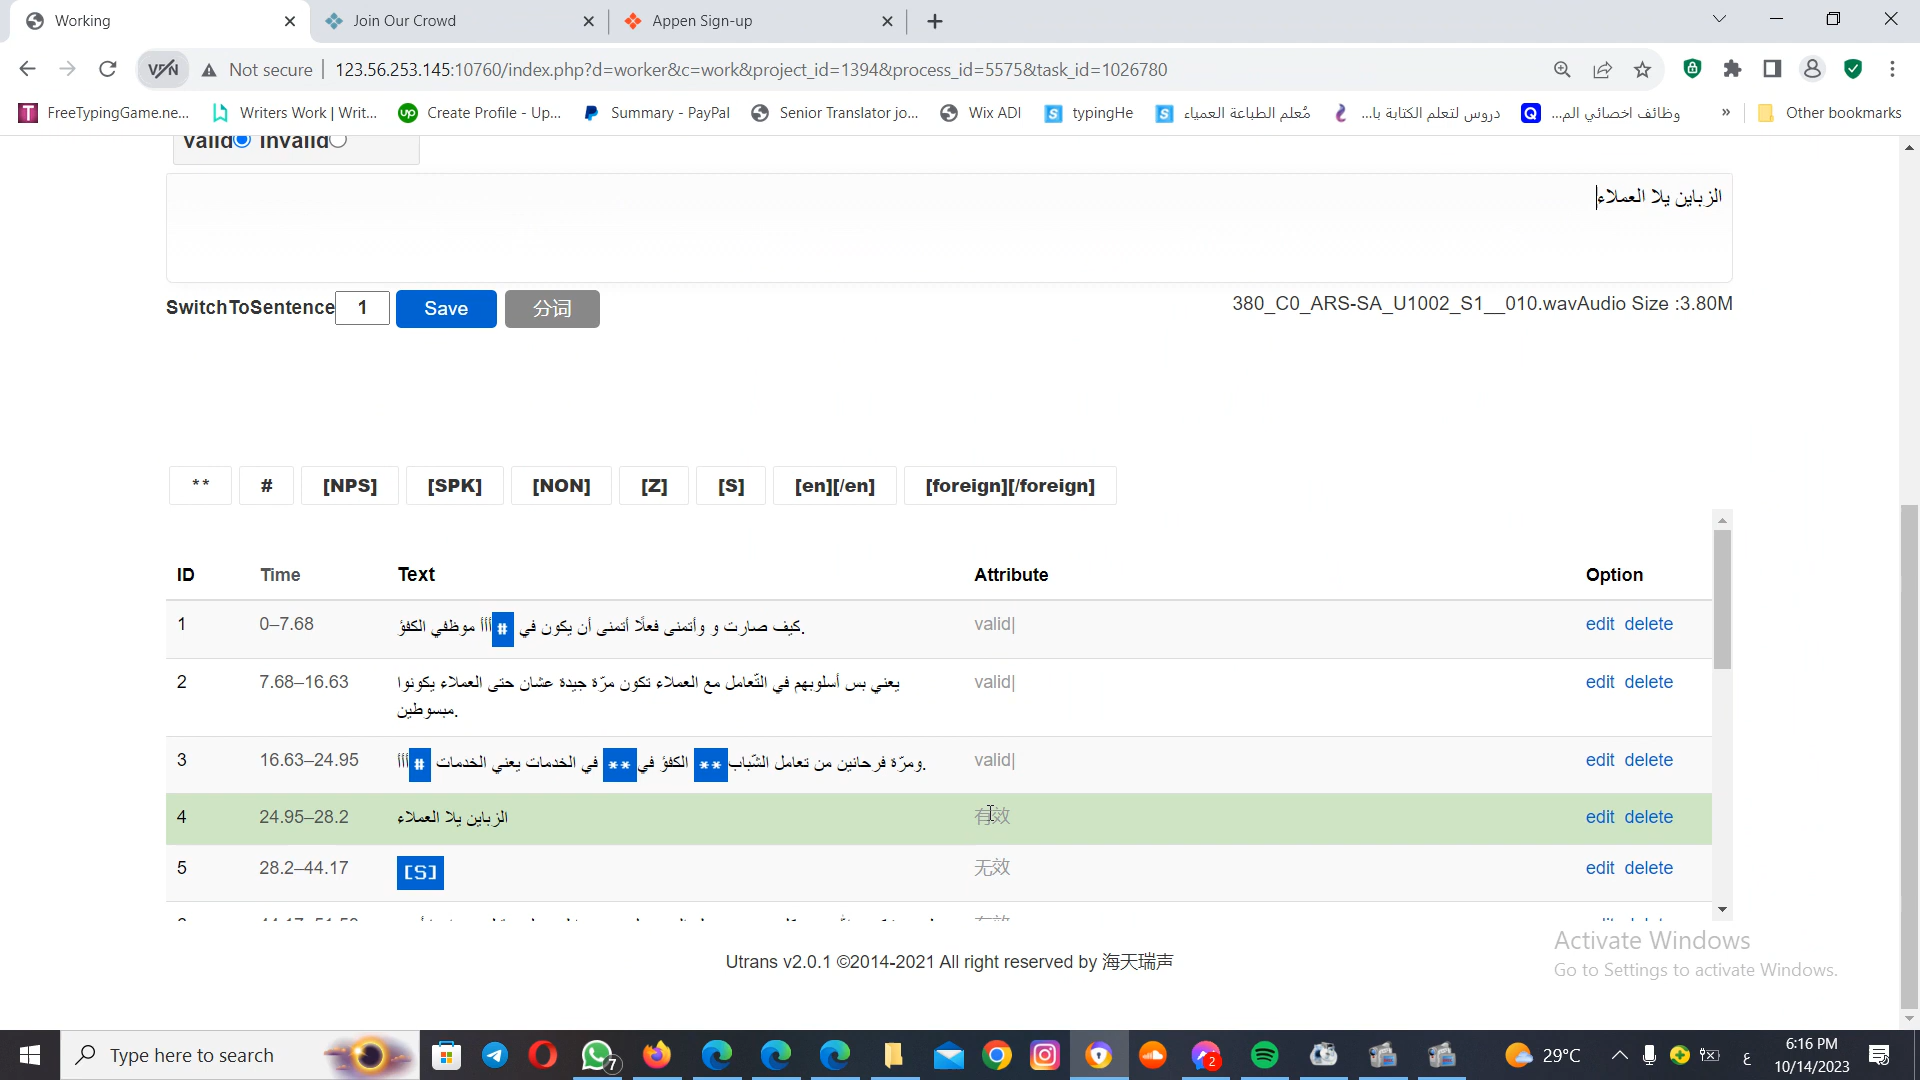 Working
Join Our Crowd
Appen Sign-up
Not secure
123.56.253.145:10760/index.php?d=worker&c=work&project_id=1394&process_id=5575&task_id=1026780
FreeTypingGame.ne...
Writers Work | Writ...
Create Profile - Up...
Summary - PayPal
Senior Translator jo...
Wix ADI
typingHe
مُعلم الطباعة العمياء
دروس لتعلم الكتابة با...
وظائف اخصائي الم...
»
Other bookmarks
Valid Invalid
الزباين يلا العملاء
SwitchToSentence 1 Save 分词
380_C0_ARS-SA_U1002_S1__010.wavAudio Size :3.80M
** # [NPS] [SPK] [NON] [Z] [S] [en][/en] [foreign][/foreign]
ID Time Text Attribute Option
1 0–7.68 كيف صارت و وأتمنى فعلًا أتمنى أن يكون في # أأأ موظفي الكفؤ. valid| edit delete
2 7.68–16.63 يعني بس أسلوبهم في التّعامل مع العملاء تكون مرّة جيدة عشان حتى العملاء يكونوا valid| edit delete
مبسوطين.
3 16.63–24.95 ومرّة فرحانين من تعامل الشّباب** الكفؤ في** في الخدمات يعني الخدمات #أأأ. valid| edit delete
4 24.95–28.2 الزباين يلا العملاء 有效 edit delete
5 28.2–44.17 [S] 无效 edit delete
Utrans v2.0.1 ©2014-2021 All right reserved by 海天瑞声
Activate Windows
Go to Settings to activate Windows.
Type here to search
7
2
29°C
ع
6:16 PM
10/14/2023